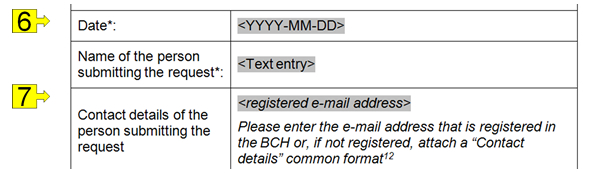 6
Date*: <YYYY-MM-DD>
Name of the person
submitting the request*:
<Text entry>
7
Contact details of the
person submitting the
request
<registered e-mail address>
Please enter the e-mail address that is registered in
the BCH or, if not registered, attach a “Contact
details” common format12